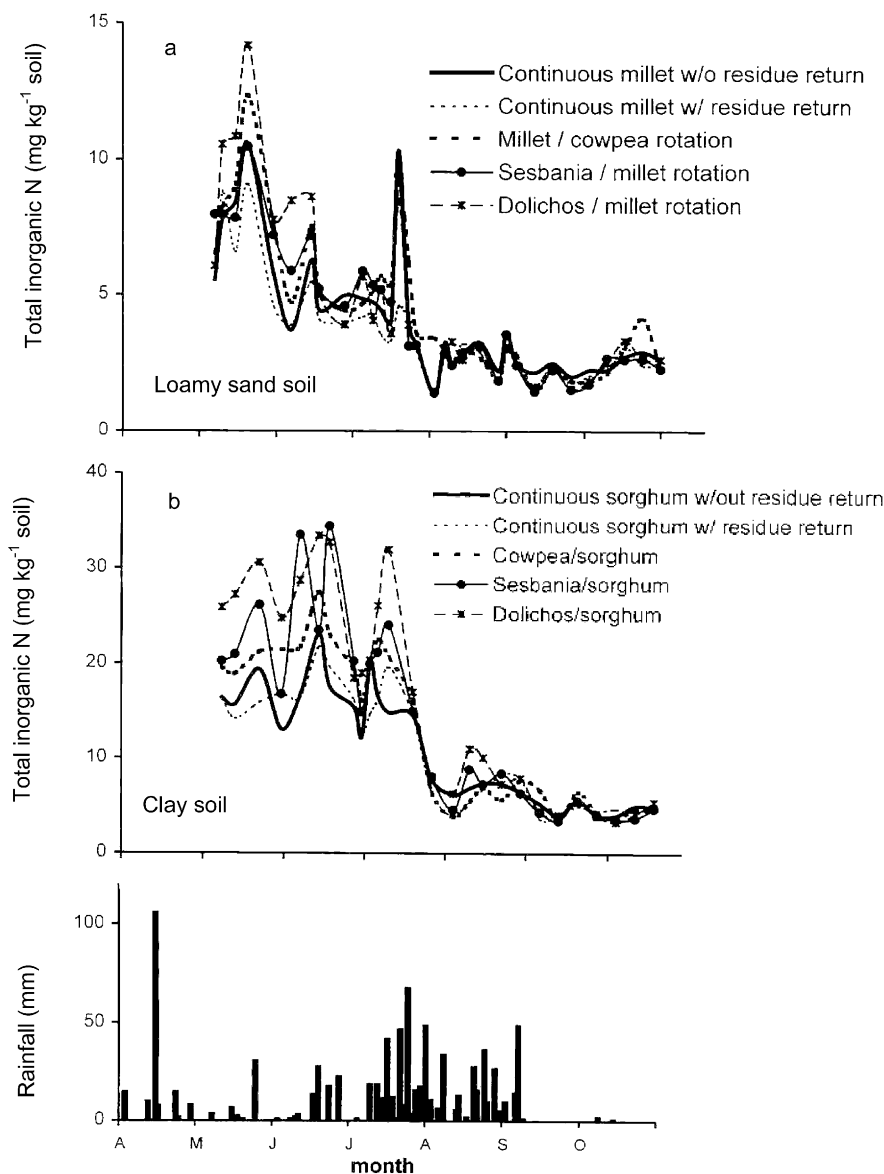 15
a
Continuous millet w/o residue return
Continuous millet w/ residue return
Millet / cowpea rotation
Sesbania / millet rotation
Dolichos / millet rotation
10
5
0
Total inorganic N (mg kg⁻¹ soil)
Loamy sand soil
40
b
Continuous sorghum w/out residue return
Continuous sorghum w/ residue return
Cowpea/sorghum
Sesbania/sorghum
Dolichos/sorghum
30
20
10
0
Total inorganic N (mg kg⁻¹ soil)
Clay soil
100
50
0
Rainfall (mm)
A M J J A S O
month